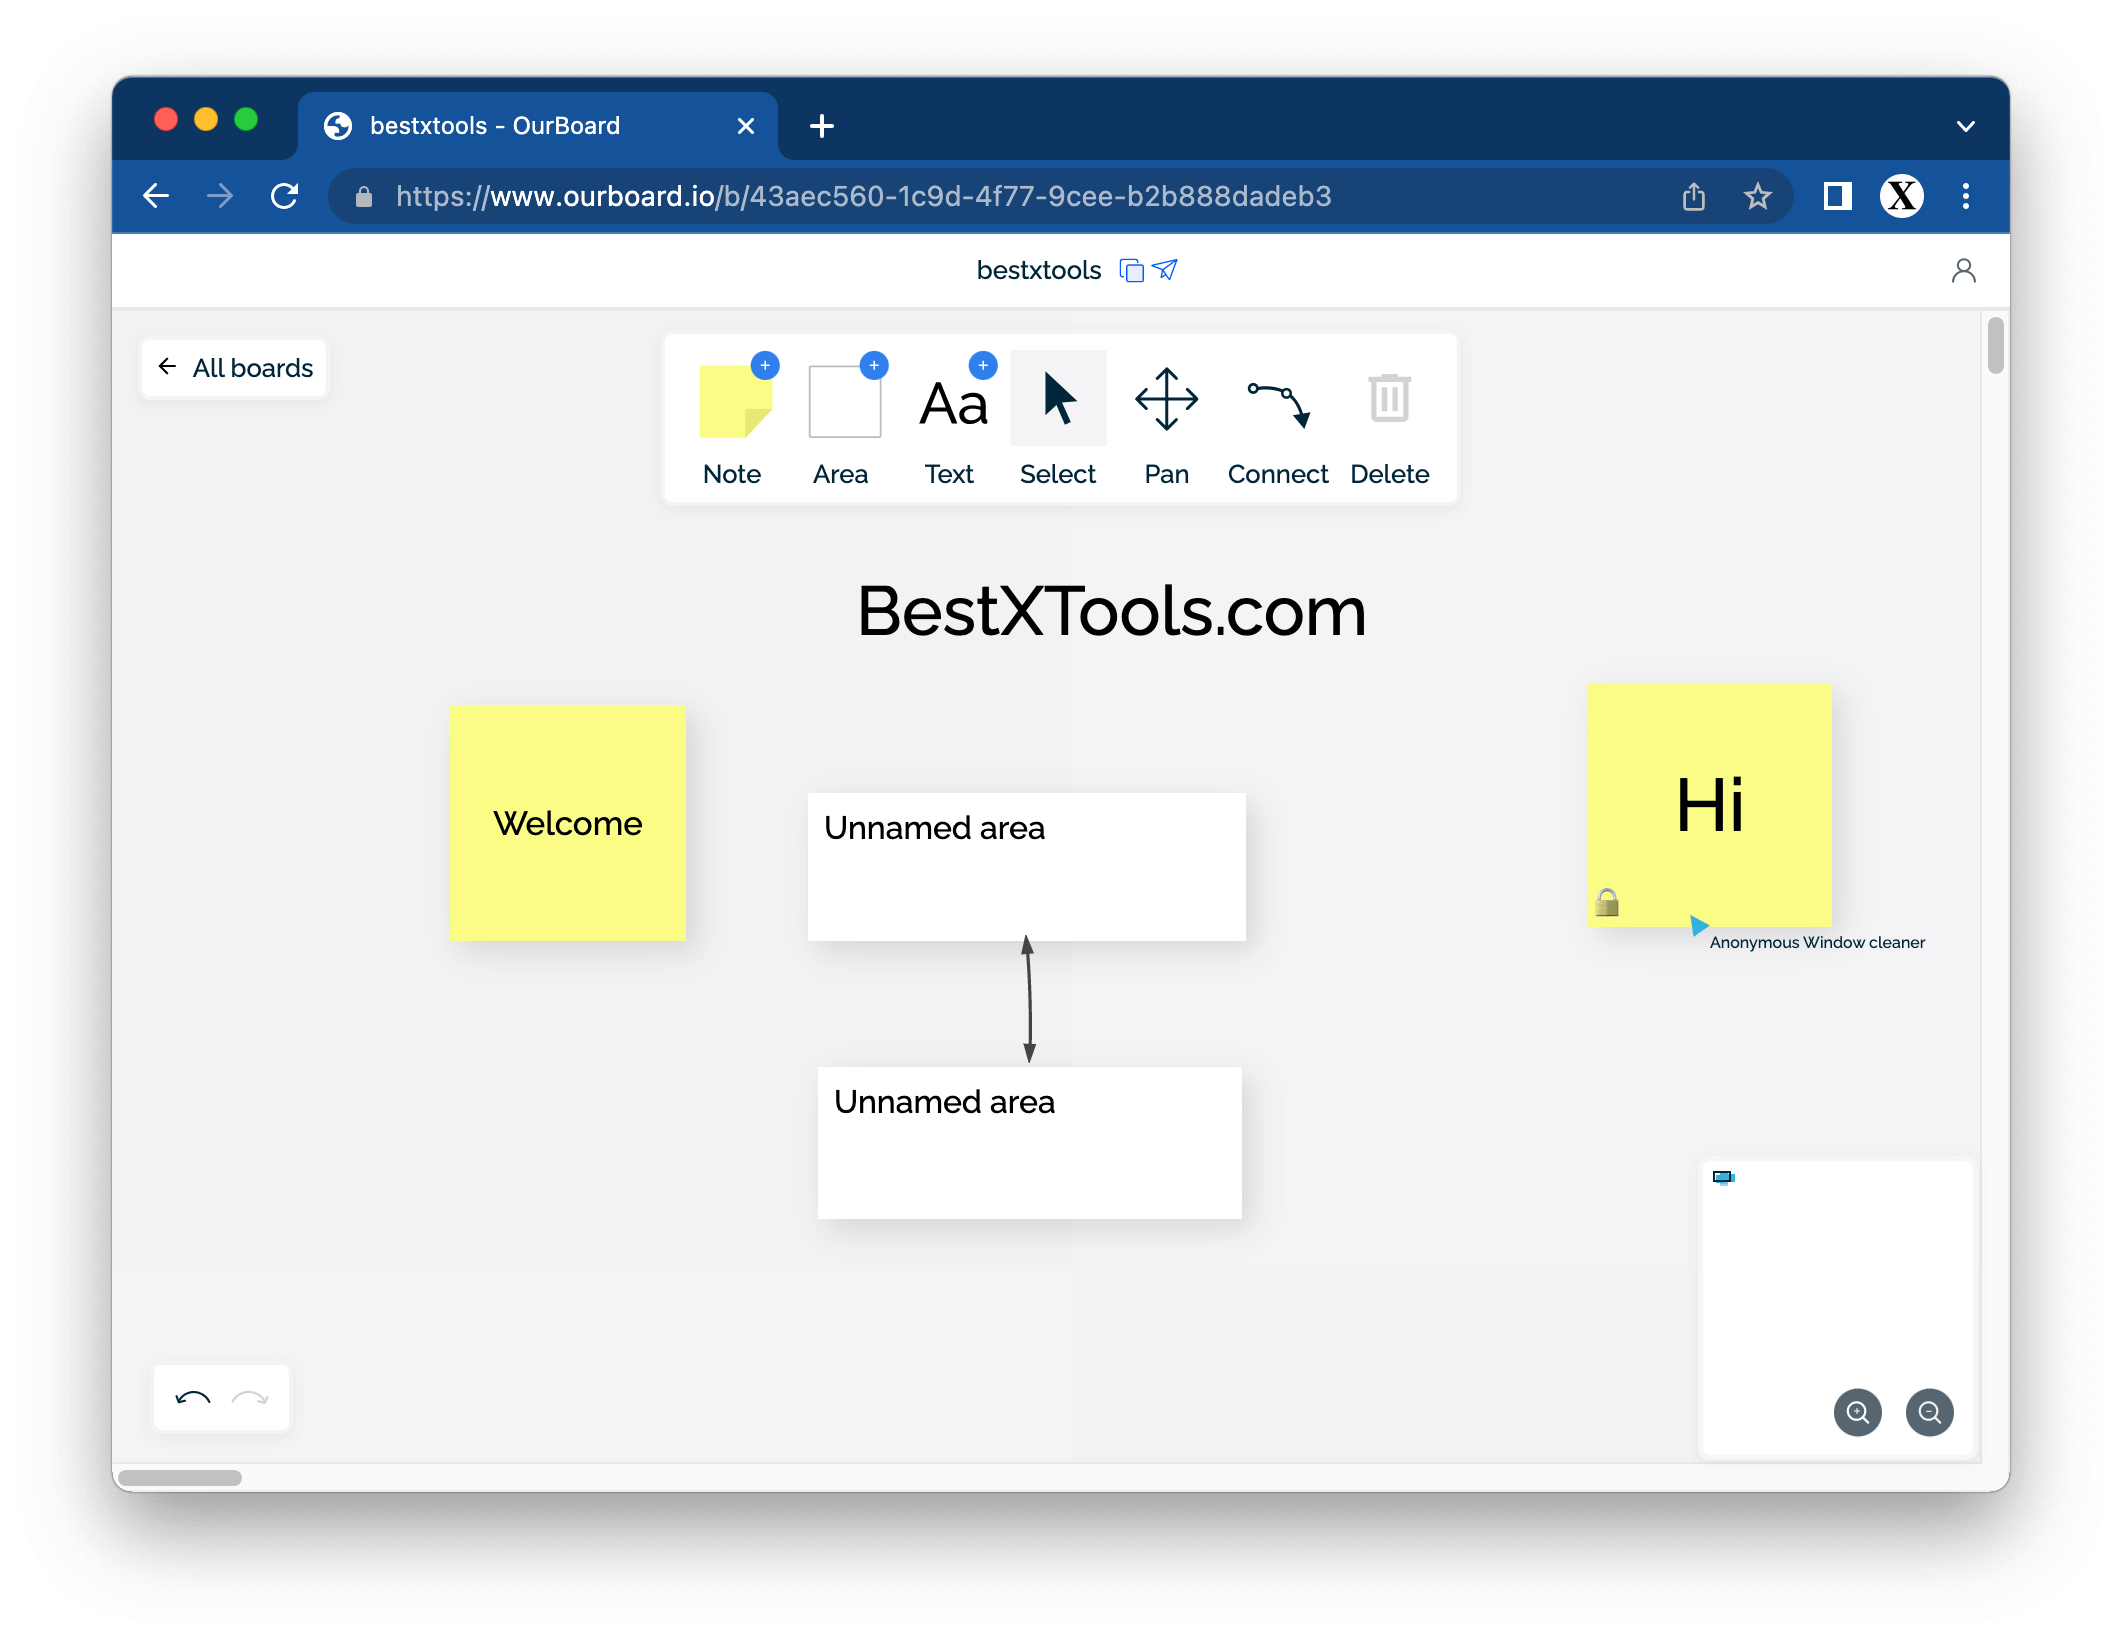 bestxtools - OurBoard
https://www.ourboard.io/b/43aec560-1c9d-4f77-9cee-b2b888dadeb3
X
bestxtools
All boards
Aa
Note Area Text Select Pan Connect Delete
BestXTools.com
Welcome
Unnamed area
Hi
Anonymous Window cleaner
Unnamed area